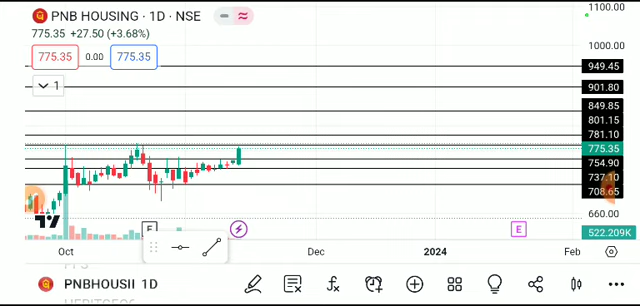 PNB HOUSING · 1D · NSE
775.35 +27.50 (+3.68%)
775.35 0.00 775.35
1
1100.00
1000.00
949.45
901.80
849.85
801.15
781.10
775.35
754.90
737.10
708.65
660.00
522.209K
E
E
Oct Dec 2024 Feb
PNBHOUSII 1D